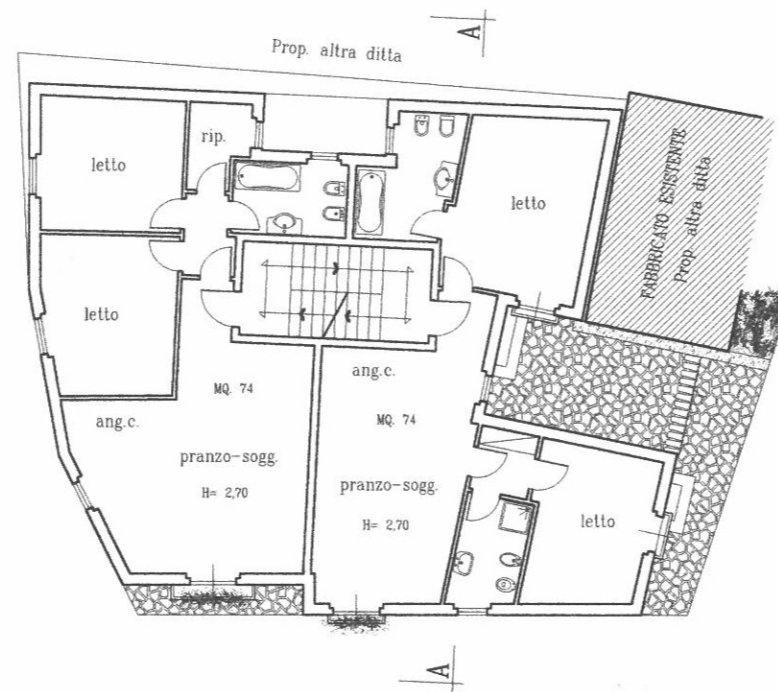 A
Prop. altra ditta
letto
rip.
letto
FABBRICATO ESISTENTE
Prop. altra ditta
letto
ang.c.
MQ. 74
pranzo-sogg.
H= 2,70
ang.c.
MQ. 74
pranzo-sogg.
H= 2,70
letto
A